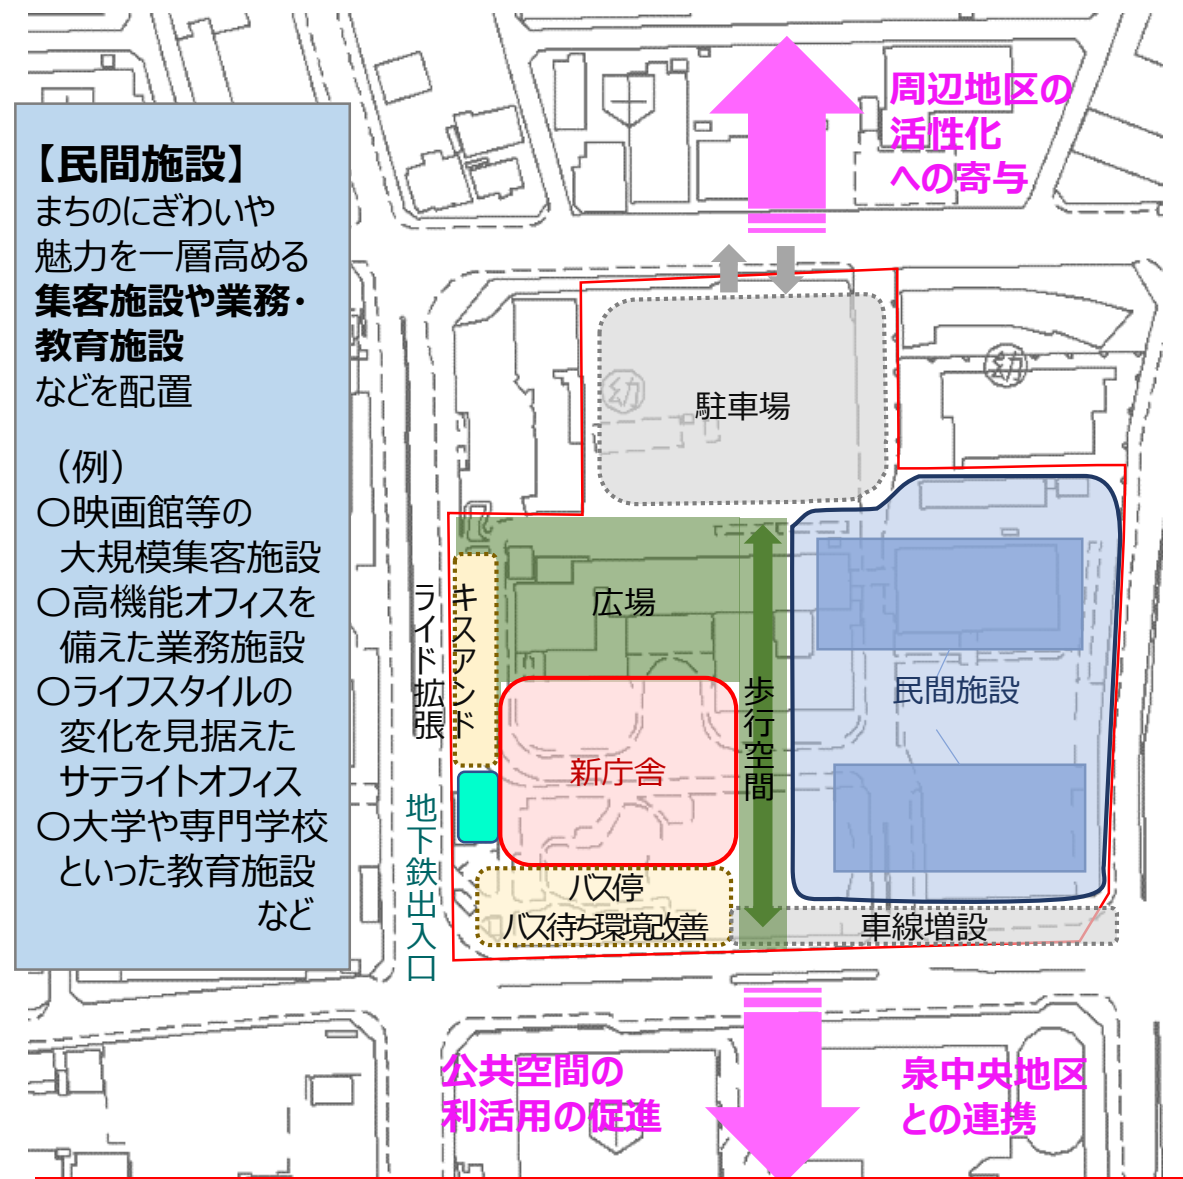 【民間施設】
まちのにぎわいや
魅力を一層高める
集客施設や業務・
教育施設
などを配置
（例）
〇映画館等の
大規模集客施設
〇高機能オフィスを
備えた業務施設
〇ライフスタイルの
変化を見据えた
サテライトオフィス
〇大学や専門学校
といった教育施設
など
周辺地区の
活性化
への寄与
幼
幼
駐車場
広場
キスアンド
ライド拡張
歩行空間
民間施設
新庁舎
地下鉄出入口
バス停
バス待ち環境改善
車線増設
公共空間の
利活用の促進
泉中央地区
との連携